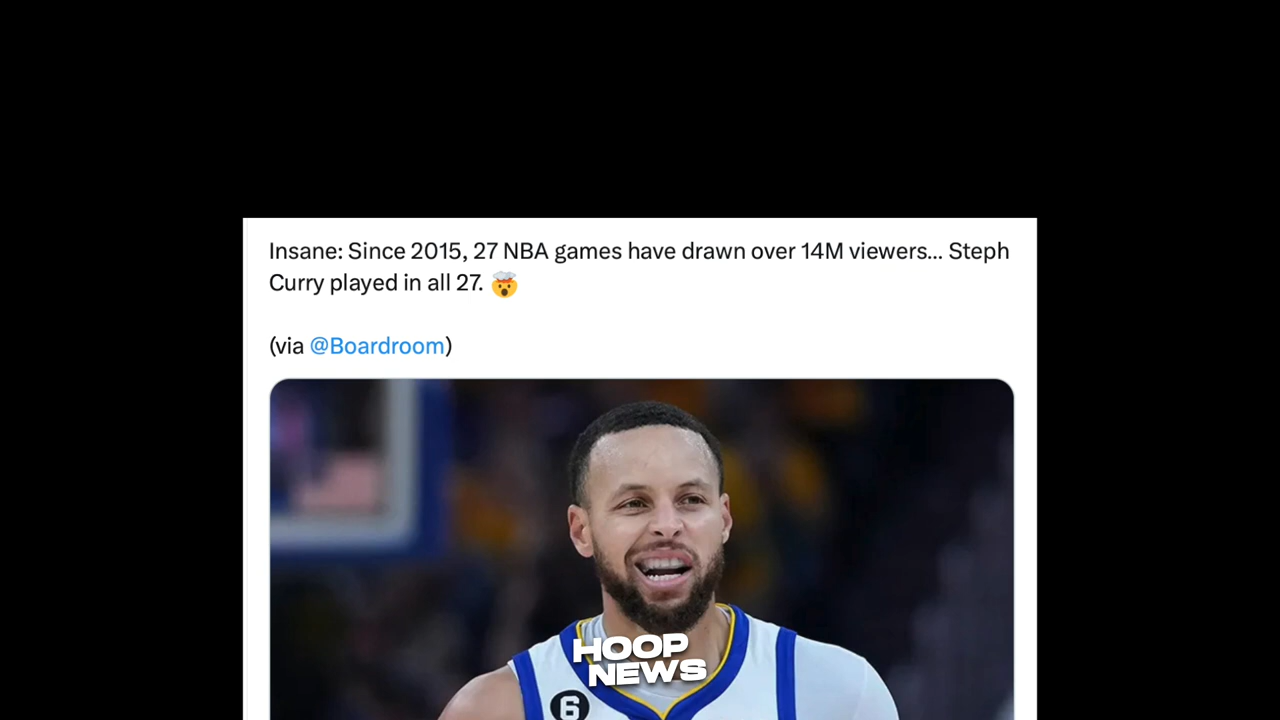 Insane: Since 2015, 27 NBA games have drawn over 14M viewers... Steph
Curry played in all 27. 🤯
(via @Boardroom)
HOOP
NEWS
6